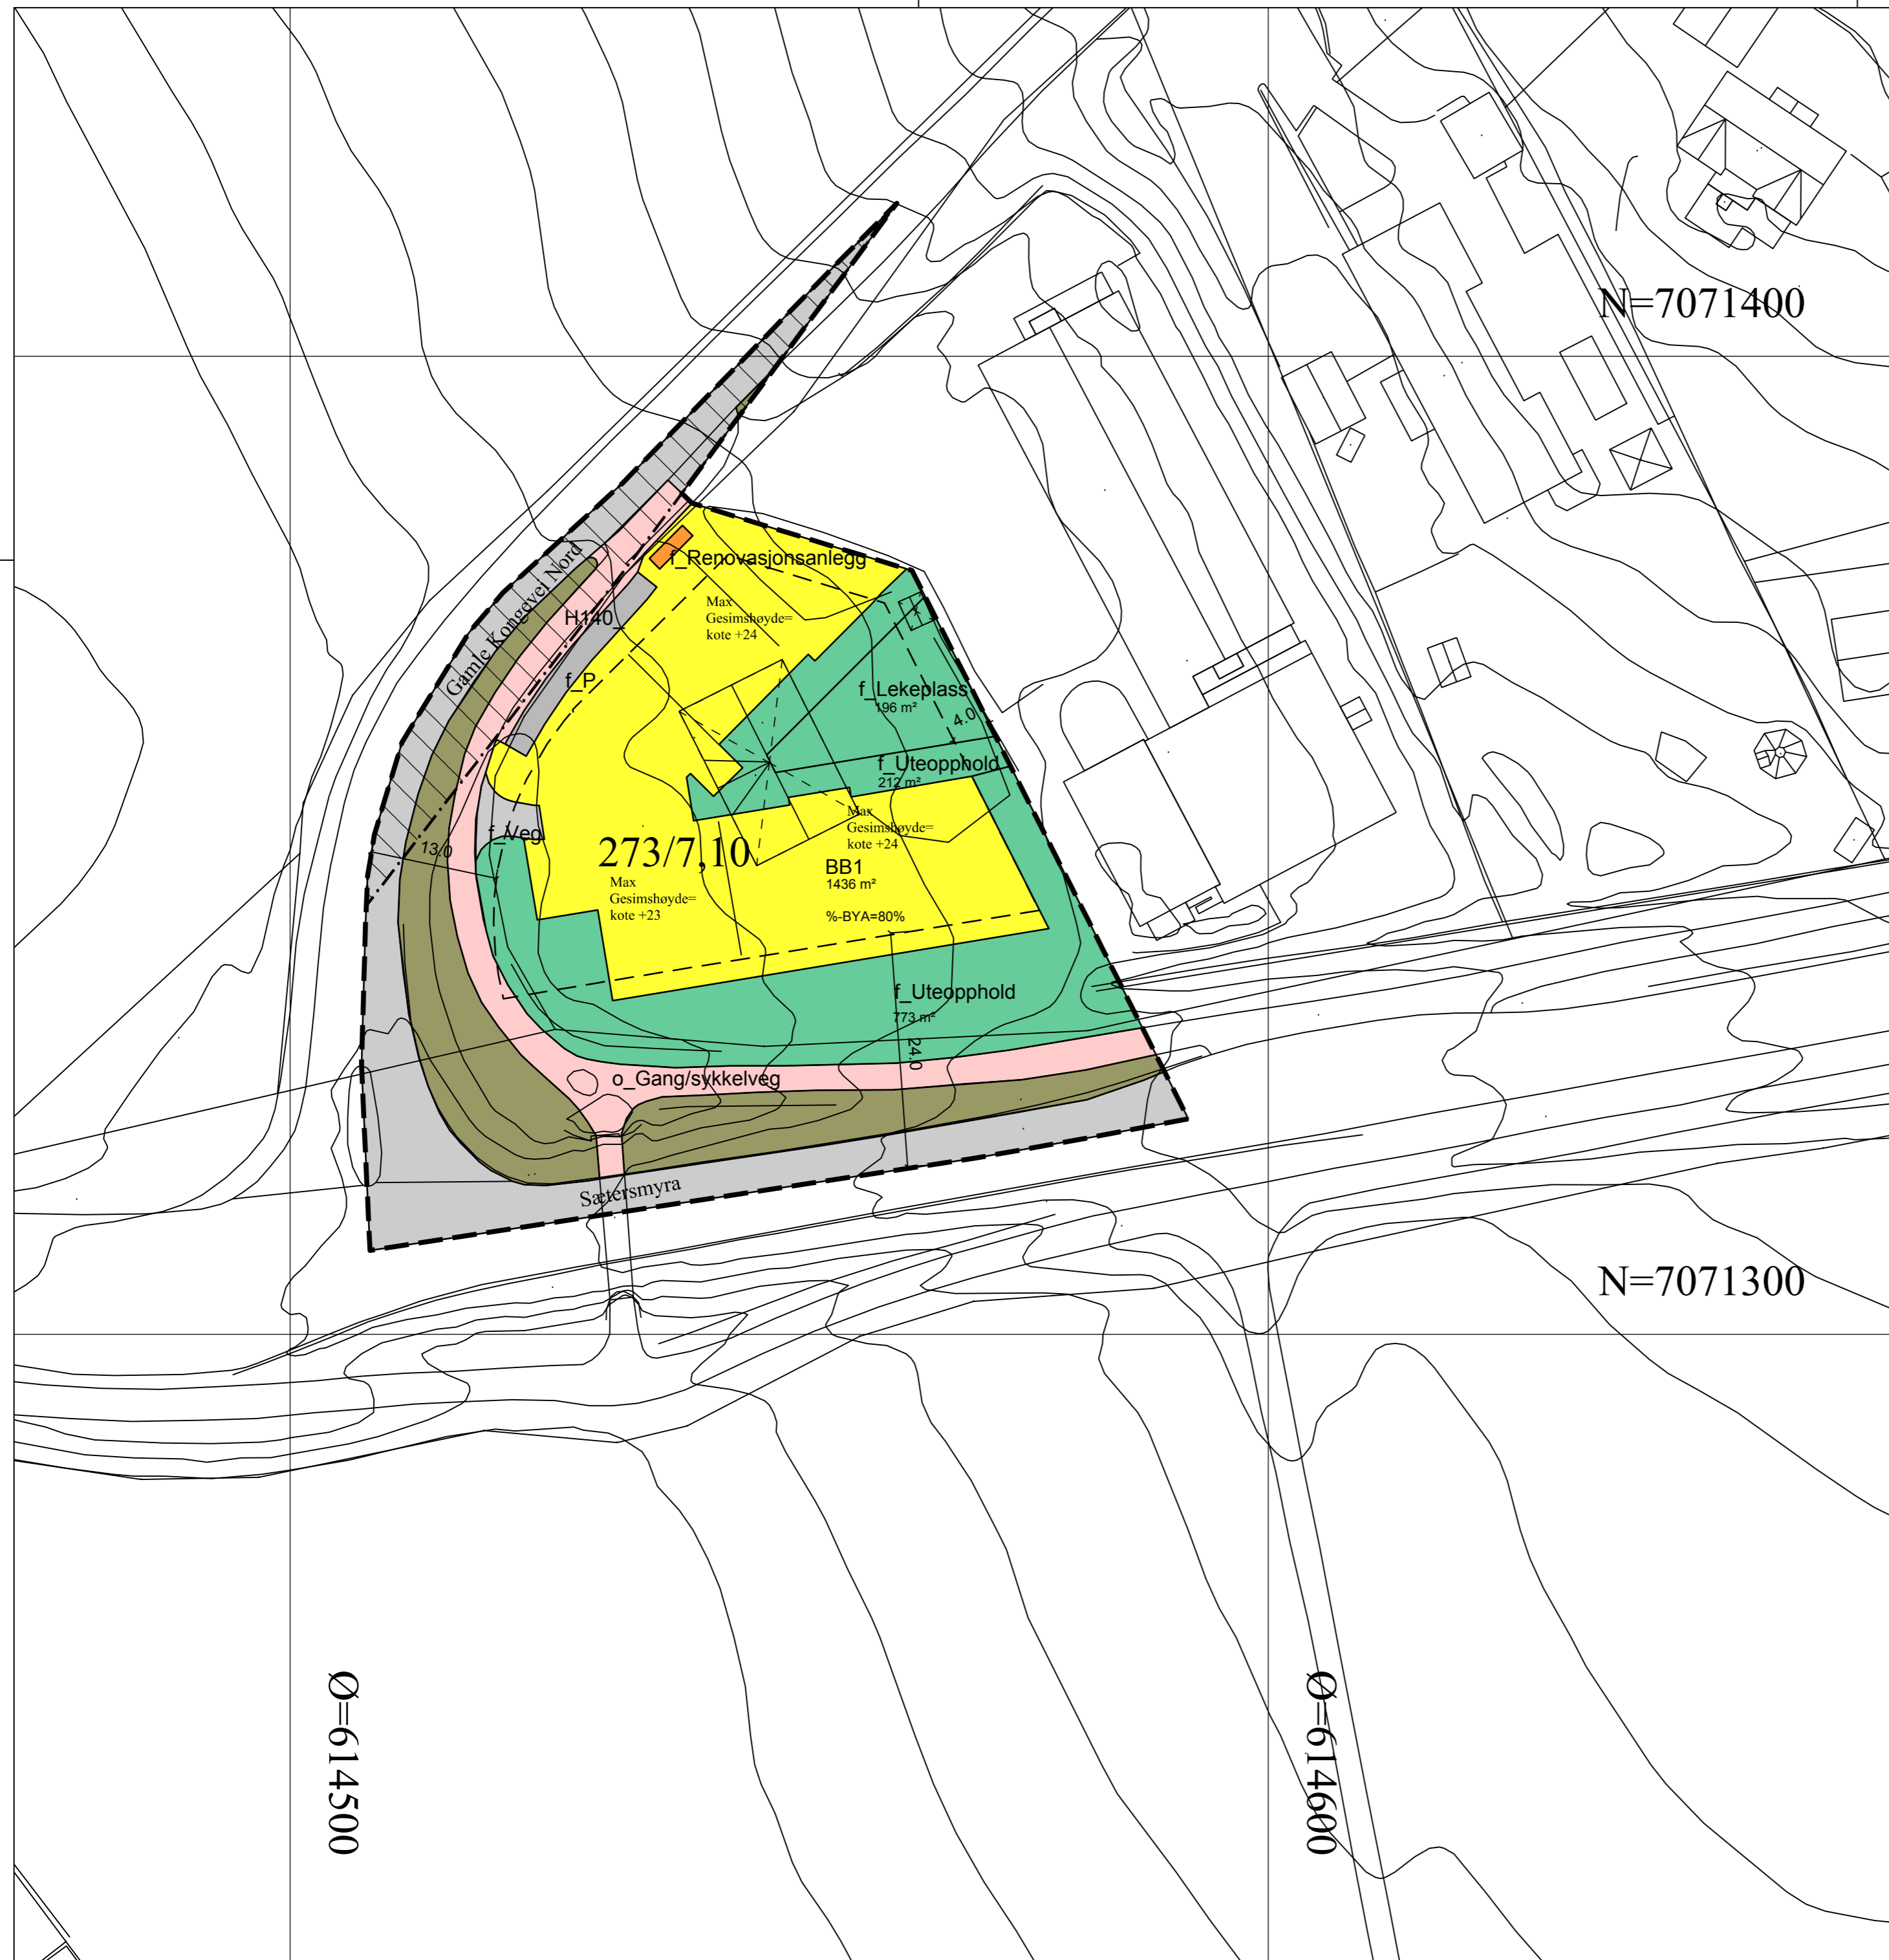 N=7071400
Gamle Kongevei Nord
f_Renovasjonsanlegg
H140_
Max
Gesimshøyde=
kote +24
f_P
f_Lekeplass
196 m²
4.0
f_Uteopphold
212 m²
f_Veg
13.0
273/7,10
Max
Gesimshøyde=
kote +24
BB1
1436 m²
Max
Gesimshøyde=
kote +23
%-BYA=80%
f_Uteopphold
773 m²
24.0
o_Gang/sykkelveg
Sætersmyra
N=7071300
Ø=614500
Ø=614600